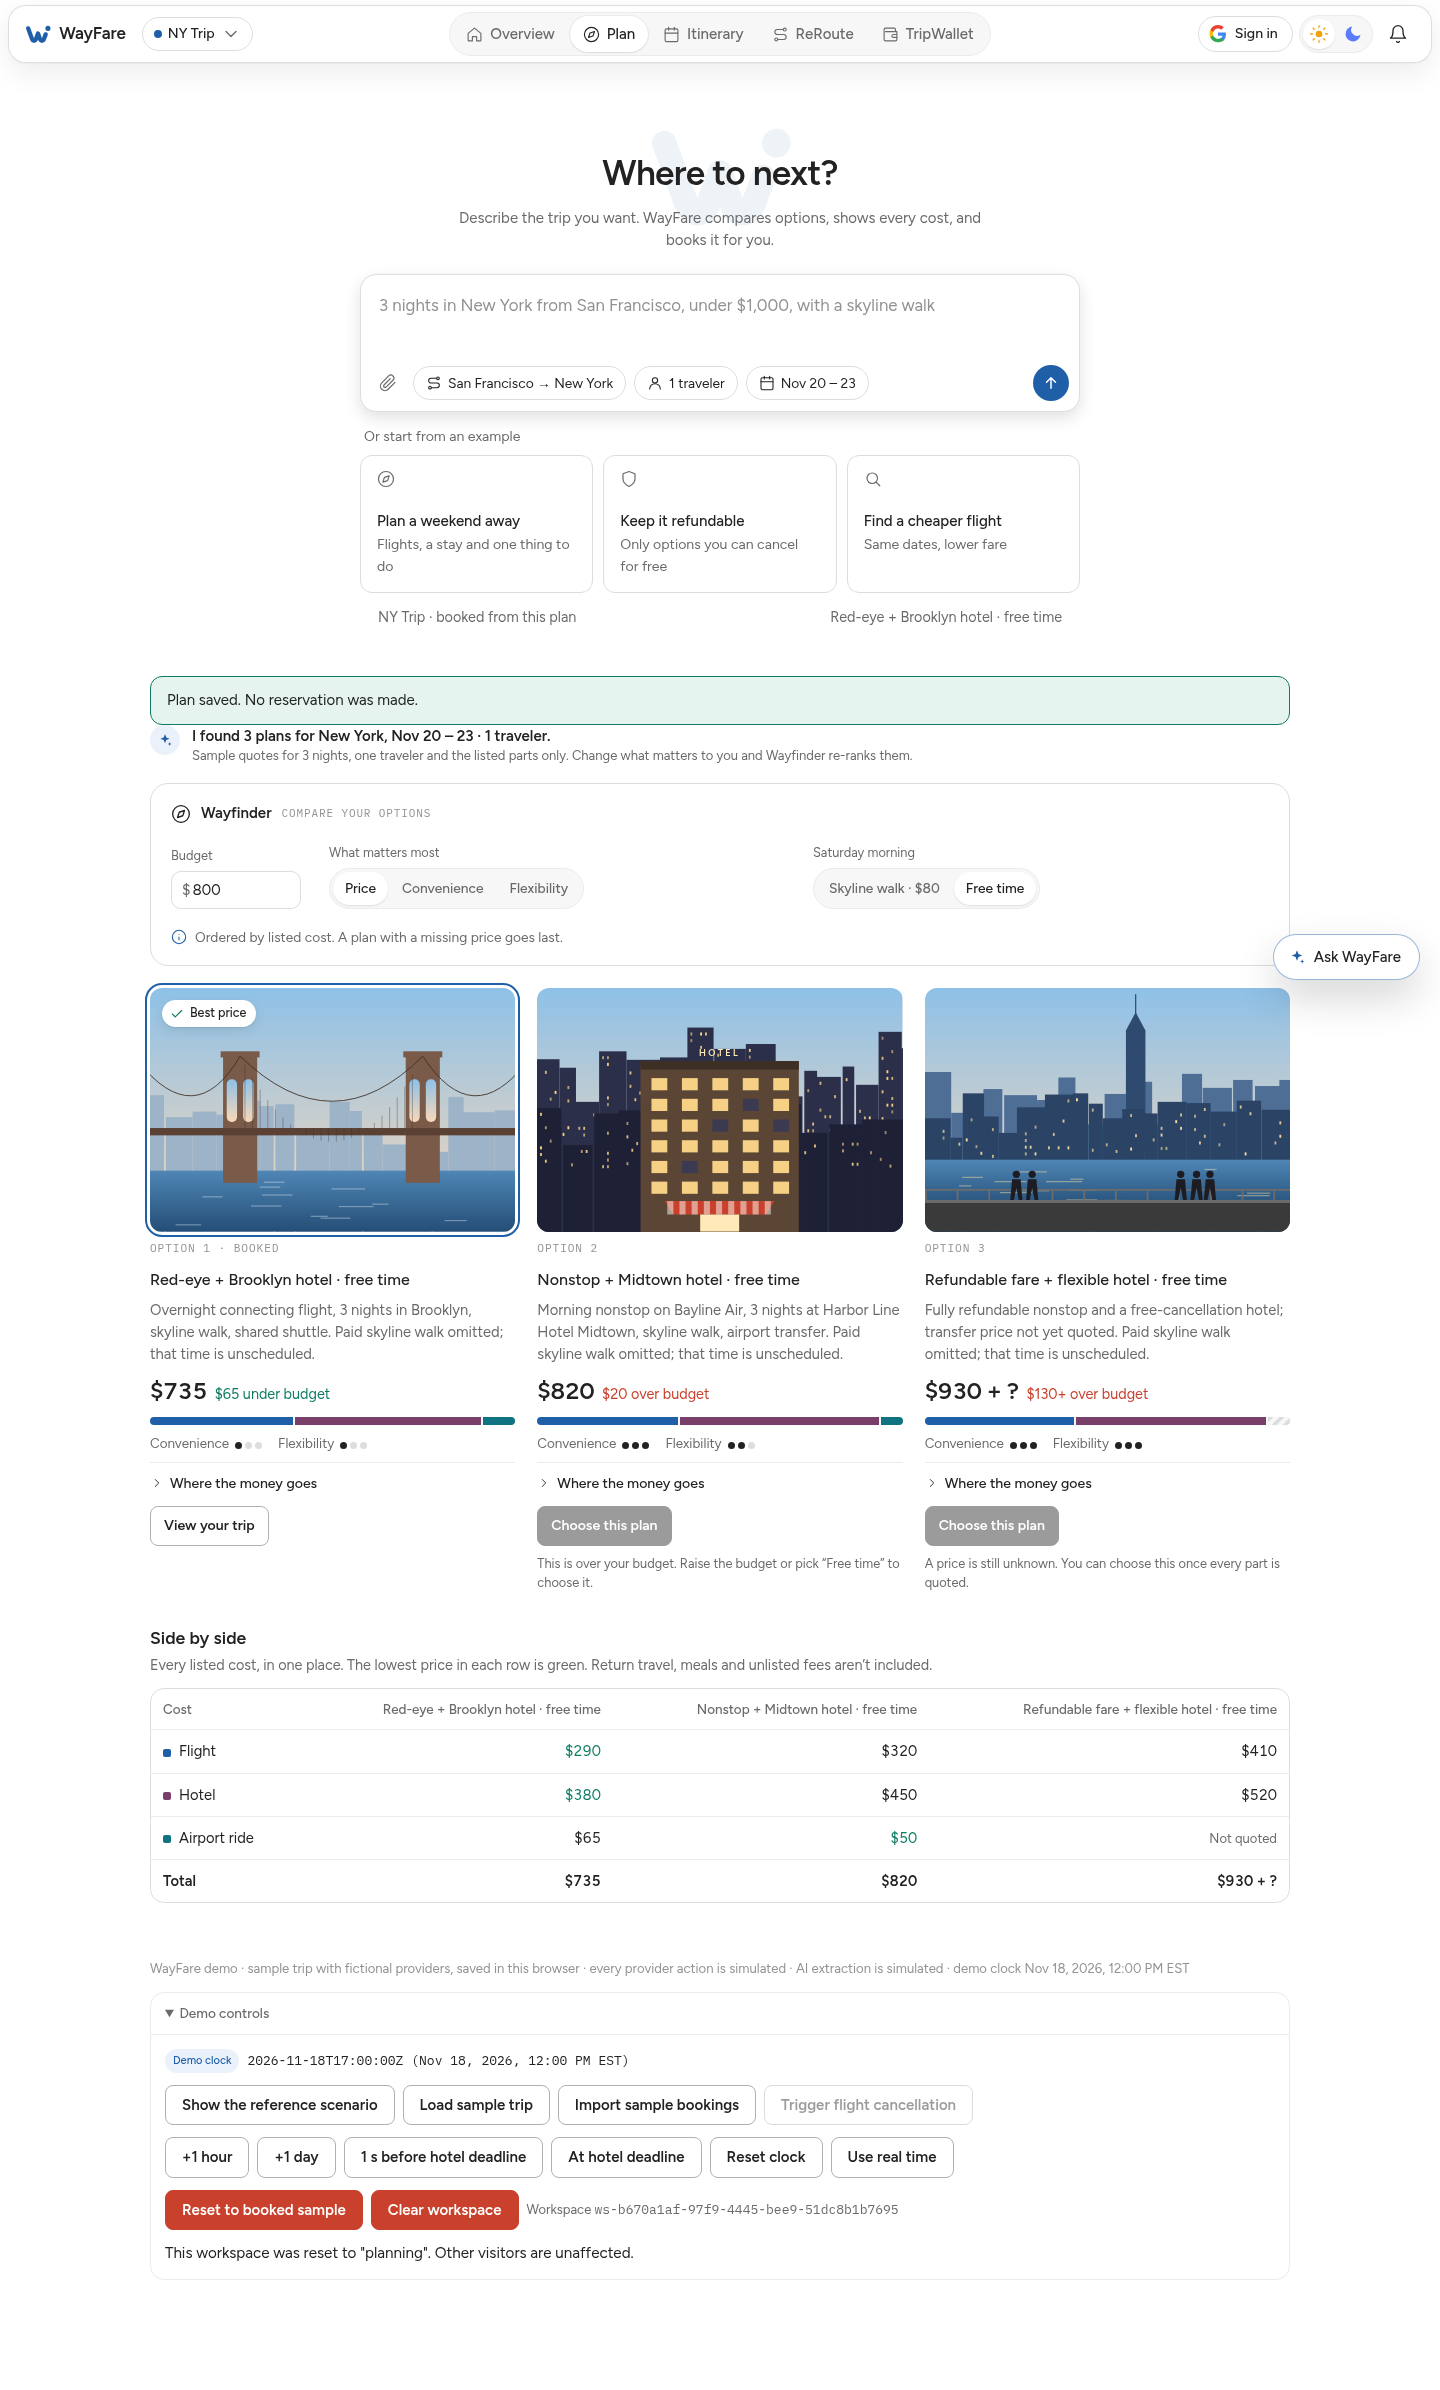 WayFare
NY Trip
Overview
Plan
Itinerary
ReRoute
TripWallet
Sign in
Where to next?
Describe the trip you want. WayFare compares options, shows every cost, and
books it for you.
3 nights in New York from San Francisco, under $1,000, with a skyline walk
San Francisco → New York
1 traveler
Nov 20 – 23
Or start from an example
Plan a weekend away
Flights, a stay and one thing to
do
Keep it refundable
Only options you can cancel
for free
Find a cheaper flight
Same dates, lower fare
NY Trip · booked from this plan
Red-eye + Brooklyn hotel · free time
Plan saved. No reservation was made.
I found 3 plans for New York, Nov 20 – 23 · 1 traveler.
Sample quotes for 3 nights, one traveler and the listed parts only. Change what matters to you and Wayfinder re-ranks them.
Wayfinder COMPARE YOUR OPTIONS
Budget
$ 800
What matters most
Price
Convenience
Flexibility
Saturday morning
Skyline walk · $80
Free time
Ordered by listed cost. A plan with a missing price goes last.
Ask WayFare
Best price
OPTION 1 · BOOKED
Red-eye + Brooklyn hotel · free time
Overnight connecting flight, 3 nights in Brooklyn,
skyline walk, shared shuttle. Paid skyline walk omitted;
that time is unscheduled.
$735 $65 under budget
Convenience
Flexibility
Where the money goes
View your trip
HOTEL
OPTION 2
Nonstop + Midtown hotel · free time
Morning nonstop on Bayline Air, 3 nights at Harbor Line
Hotel Midtown, skyline walk, airport transfer. Paid
skyline walk omitted; that time is unscheduled.
$820 $20 over budget
Convenience
Flexibility
Where the money goes
Choose this plan
This is over your budget. Raise the budget or pick “Free time” to
choose it.
OPTION 3
Refundable fare + flexible hotel · free time
Fully refundable nonstop and a free-cancellation hotel;
transfer price not yet quoted. Paid skyline walk
omitted; that time is unscheduled.
$930 + ? $130+ over budget
Convenience
Flexibility
Where the money goes
Choose this plan
A price is still unknown. You can choose this once every part is
quoted.
Side by side
Every listed cost, in one place. The lowest price in each row is green. Return travel, meals and unlisted fees aren’t included.
Cost Red-eye + Brooklyn hotel · free time Nonstop + Midtown hotel · free time Refundable fare + flexible hotel · free time
Flight $290 $320 $410
Hotel $380 $450 $520
Airport ride $65 $50 Not quoted
Total $735 $820 $930 + ?
WayFare demo · sample trip with fictional providers, saved in this browser · every provider action is simulated · AI extraction is simulated · demo clock Nov 18, 2026, 12:00 PM EST
▼ Demo controls
Demo clock 2026-11-18T17:00:00Z (Nov 18, 2026, 12:00 PM EST)
Show the reference scenario
Load sample trip
Import sample bookings
Trigger flight cancellation
+1 hour
+1 day
1 s before hotel deadline
At hotel deadline
Reset clock
Use real time
Reset to booked sample
Clear workspace
Workspace ws-b670a1af-97f9-4445-bee9-51dc8b1b7695
This workspace was reset to "planning". Other visitors are unaffected.